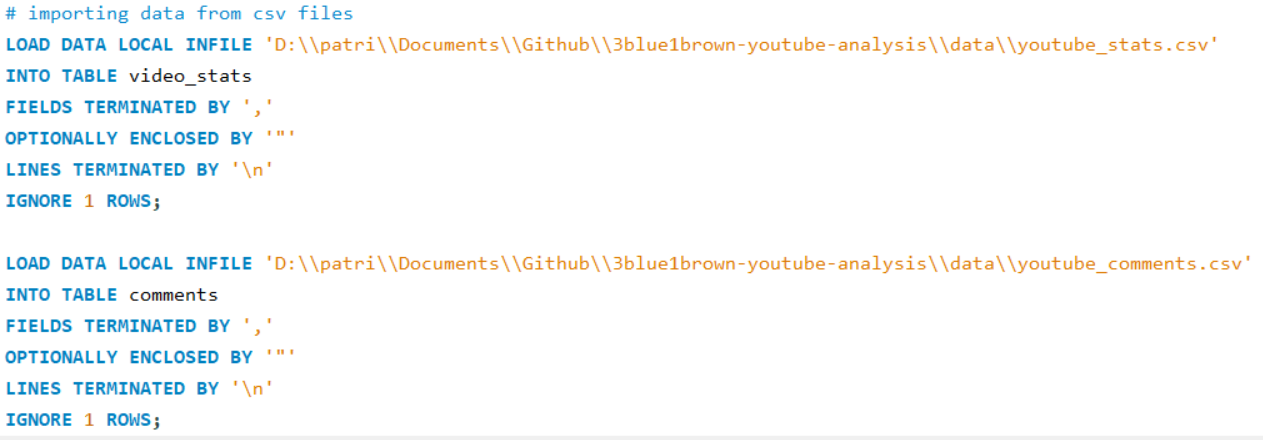 # importing data from csv files
LOAD DATA LOCAL INFILE 'D:\\patri\\Documents\\Github\\3blue1brown-youtube-analysis\\data\\youtube_stats.csv'
INTO TABLE video_stats
FIELDS TERMINATED BY ','
OPTIONALLY ENCLOSED BY '"'
LINES TERMINATED BY '\n'
IGNORE 1 ROWS;
LOAD DATA LOCAL INFILE 'D:\\patri\\Documents\\Github\\3blue1brown-youtube-analysis\\data\\youtube_comments.csv'
INTO TABLE comments
FIELDS TERMINATED BY ','
OPTIONALLY ENCLOSED BY '"'
LINES TERMINATED BY '\n'
IGNORE 1 ROWS;